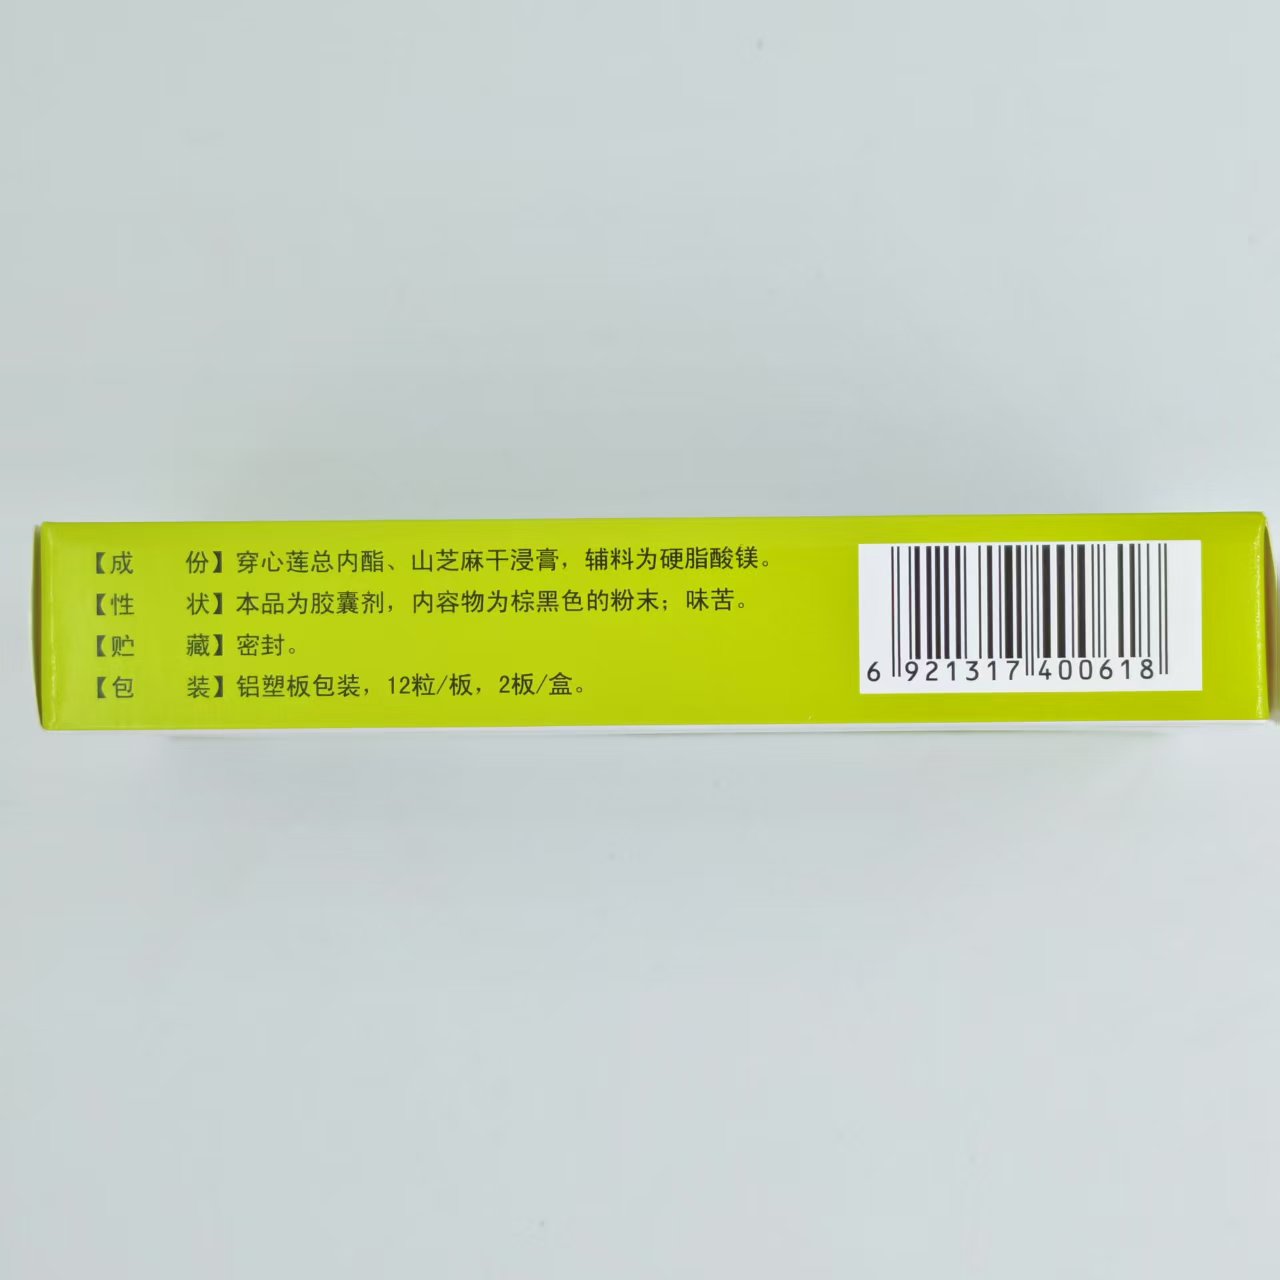 【成　　份】穿心莲总内酯、山芝麻干浸膏，辅料为硬脂酸镁。
【性　　状】本品为胶囊剂，内容物为棕黑色的粉末；味苦。
【贮　　藏】密封。
【包　　装】铝塑板包装，12粒/板，2板/盒。
6 921317 400618